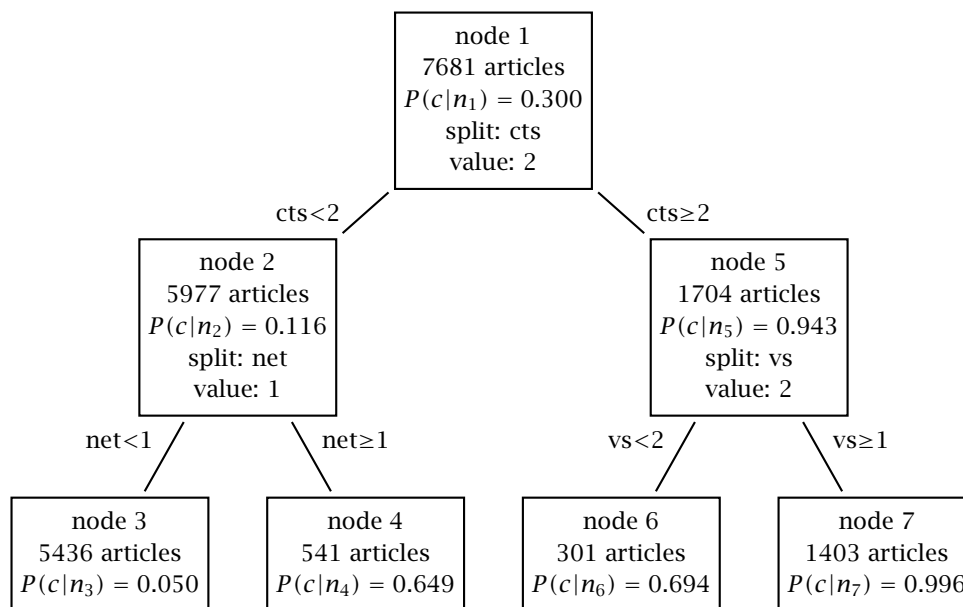 node 1
7681 articles
P(c|n₁) = 0.300
split: cts
value: 2
cts<2
cts≥2
node 2
5977 articles
P(c|n₂) = 0.116
split: net
value: 1
node 5
1704 articles
P(c|n₅) = 0.943
split: vs
value: 2
net<1
net≥1
vs<2
vs≥1
node 3
5436 articles
P(c|n₃) = 0.050
node 4
541 articles
P(c|n₄) = 0.649
node 6
301 articles
P(c|n₆) = 0.694
node 7
1403 articles
P(c|n₇) = 0.996